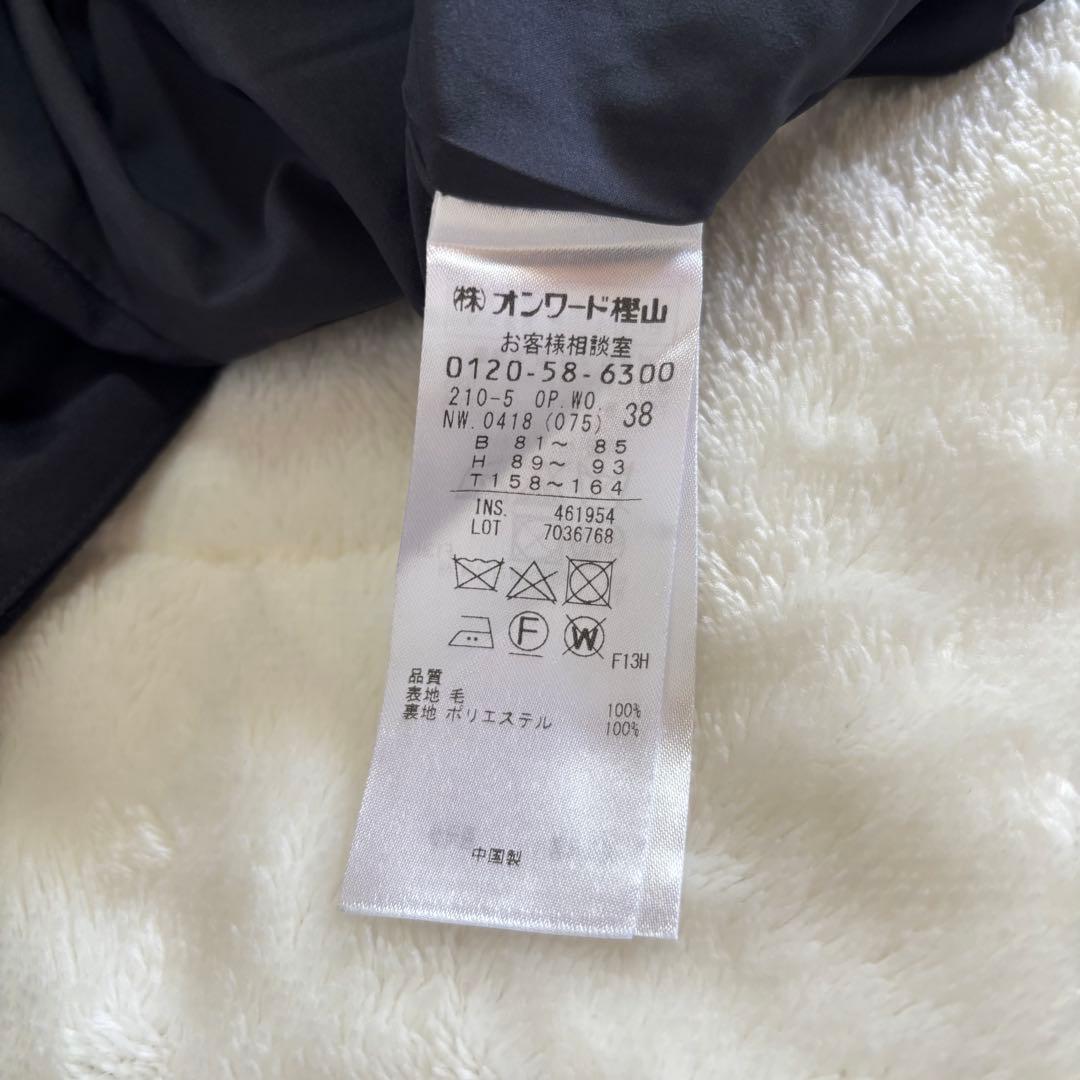 (株)オンワード樫山
お客様相談室
0120-58-6300
210-5 OP.WO 38
NW.0418(075)
B 81～ 85
H 89～ 93
T158～164
INS. 461954
LOT 7036768
F
W
F13H
品質
表地 毛 100%
裏地 ポリエステル 100%
中国製